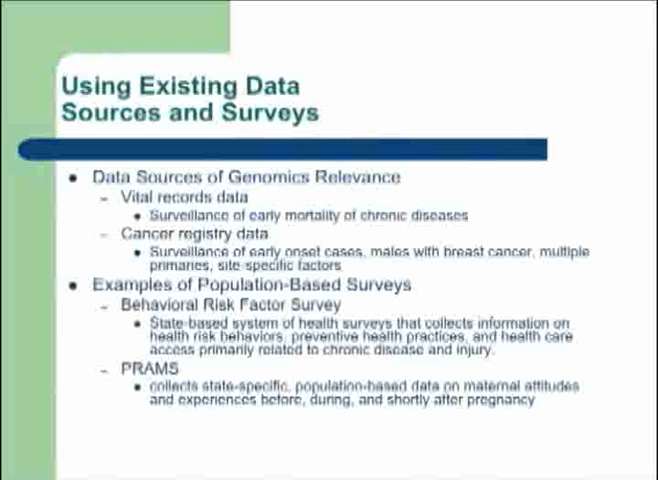 Using Existing Data
Sources and Surveys
• Data Sources of Genomics Relevance
– Vital records data
• Surveillance of early mortality of chronic diseases
– Cancer registry data
• Surveillance of early onset cases, males with breast cancer, multiple
primaries, site-specific factors
• Examples of Population-Based Surveys
– Behavioral Risk Factor Survey
• State-based system of health surveys that collects information on
health risk behaviors, preventive health practices, and health care
access primarily related to chronic disease and injury.
– PRAMS
• collects state-specific, population-based data on maternal attitudes
and experiences before, during, and shortly after pregnancy